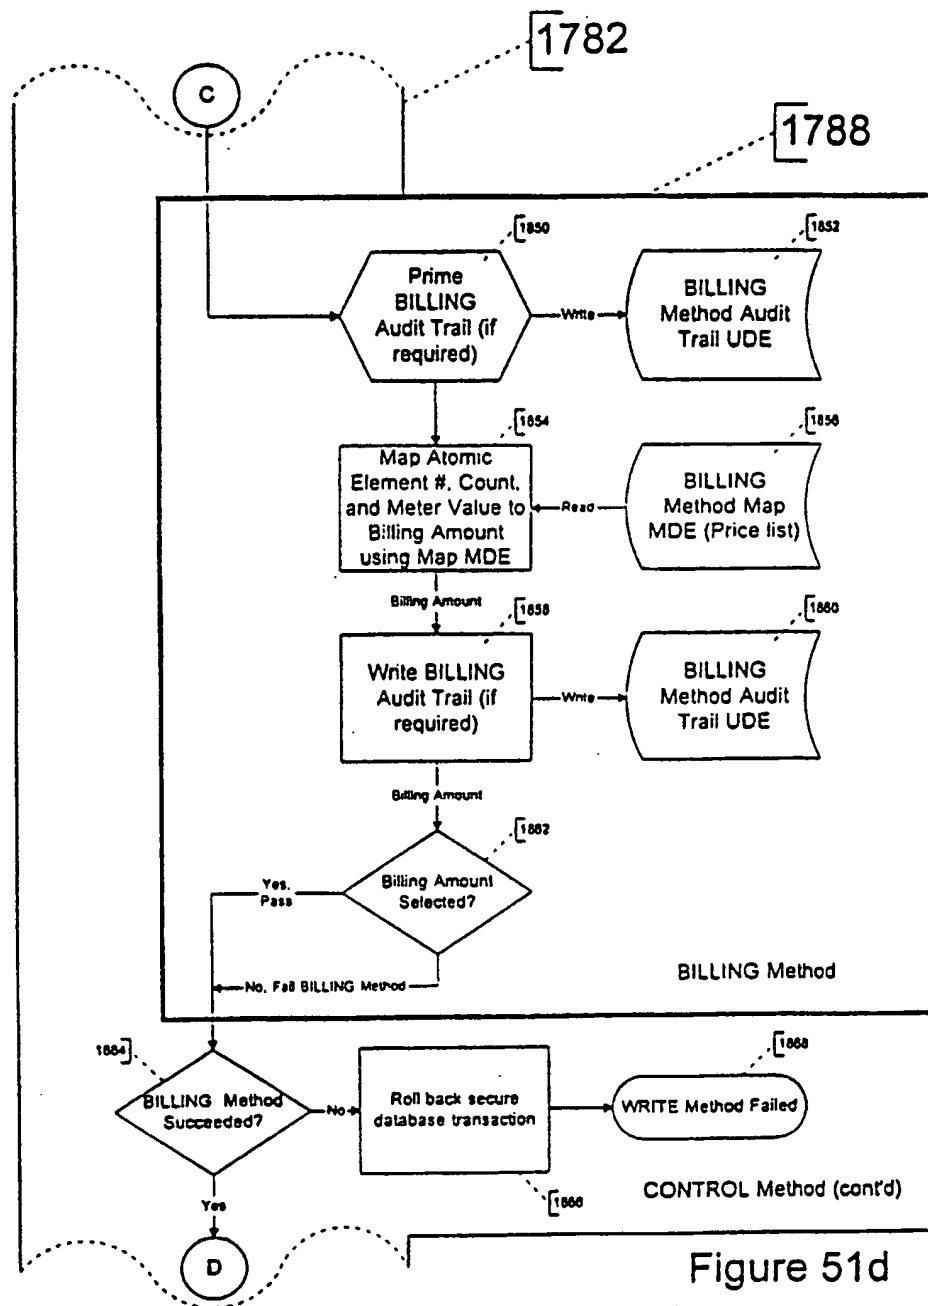 1782
C
1788
1850
1852
Prime
BILLING
Audit Trail (if
required)
Write
BILLING
Method Audit
Trail UDE
1854
1856
Map Atomic
Element #, Count,
and Meter Value to
Billing Amount
using Map MDE
Read
BILLING
Method Map
MDE (Price list)
Billing Amount
1858
1860
Write BILLING
Audit Trail (if
required)
Write
BILLING
Method Audit
Trail UDE
Billing Amount
1862
Billing Amount
Selected?
Yes,
Pass
No, Fail BILLING Method
BILLING Method
1864
BILLING Method
Succeeded?
No
Roll back secure
database transaction
1868
WRITE Method Failed
1866
Yes
CONTROL Method (cont'd)
D
Figure 51d